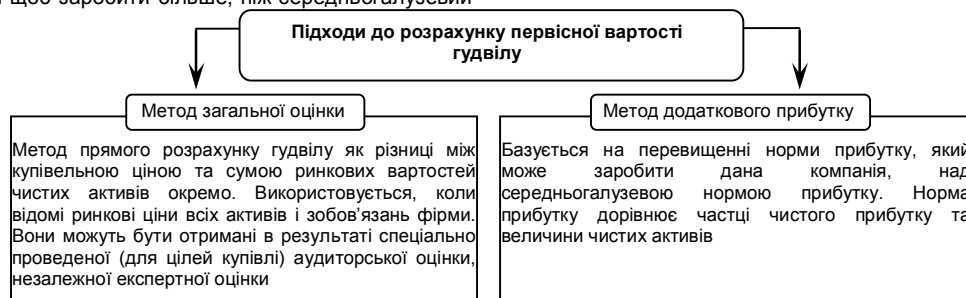 щоб заробити більше, ніж середньогалузевий
Підходи до розрахунку первісної вартості
гудвілу
Метод загальної оцінки
Метод прямого розрахунку гудвілу як різниці між
купівельною ціною та сумою ринкових вартостей
чистих активів окремо. Використовується, коли
відомі ринкові ціни всіх активів і зобов'язань фірми.
Вони можуть бути отримані в результаті спеціально
проведеної (для цілей купівлі) аудиторської оцінки,
незалежної експертної оцінки
Метод додаткового прибутку
Базується на перевищенні норми прибутку, який
може заробити дана компанія, над
середньогалузевою нормою прибутку. Норма
прибутку дорівнює частці чистого прибутку та
величини чистих активів